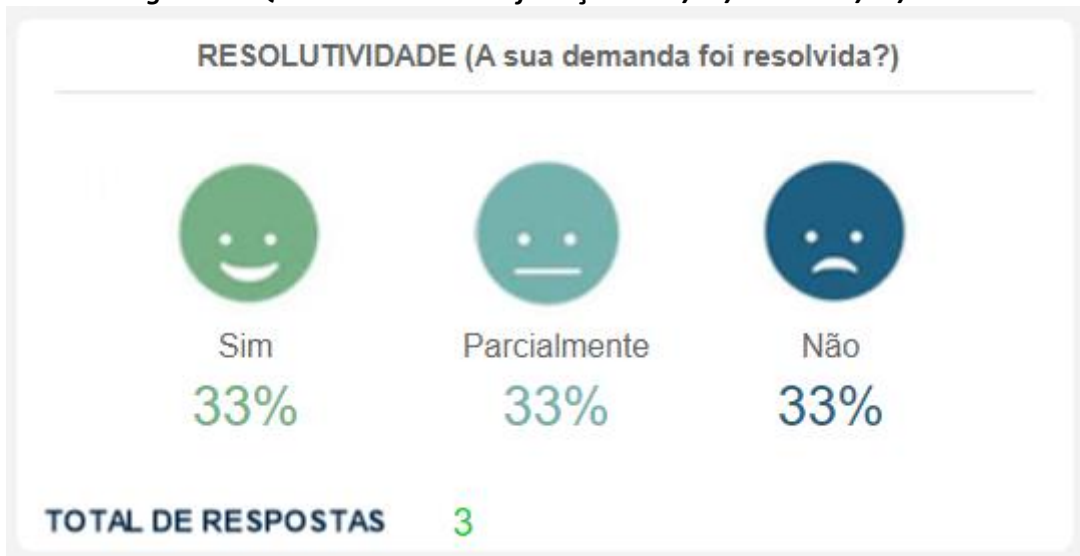 RESOLUTIVIDADE (A sua demanda foi resolvida?)
Sim Parcialmente Não
33% 33% 33%
TOTAL DE RESPOSTAS 3